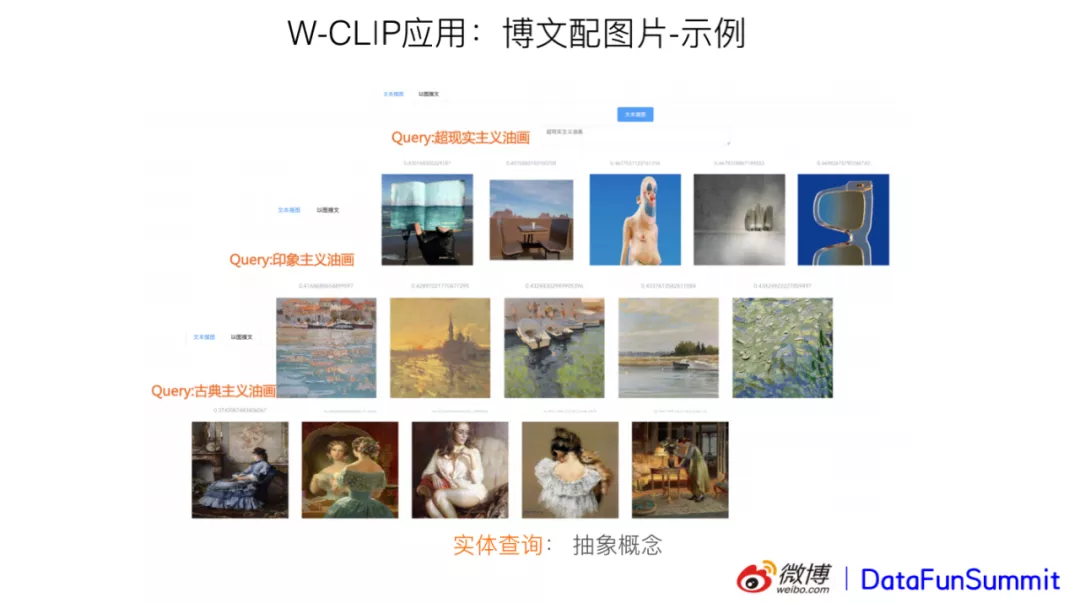 W-CLIP应用：博文配图片-示例
文本搜图 以图搜文
文本搜图
Query:超现实主义油画
超现实主义油画
文本搜图 以图搜文
Query:印象主义油画
文本搜图 以图搜文
Query:古典主义油画
实体查询： 抽象概念
微博
weibo.com
DataFunSummit